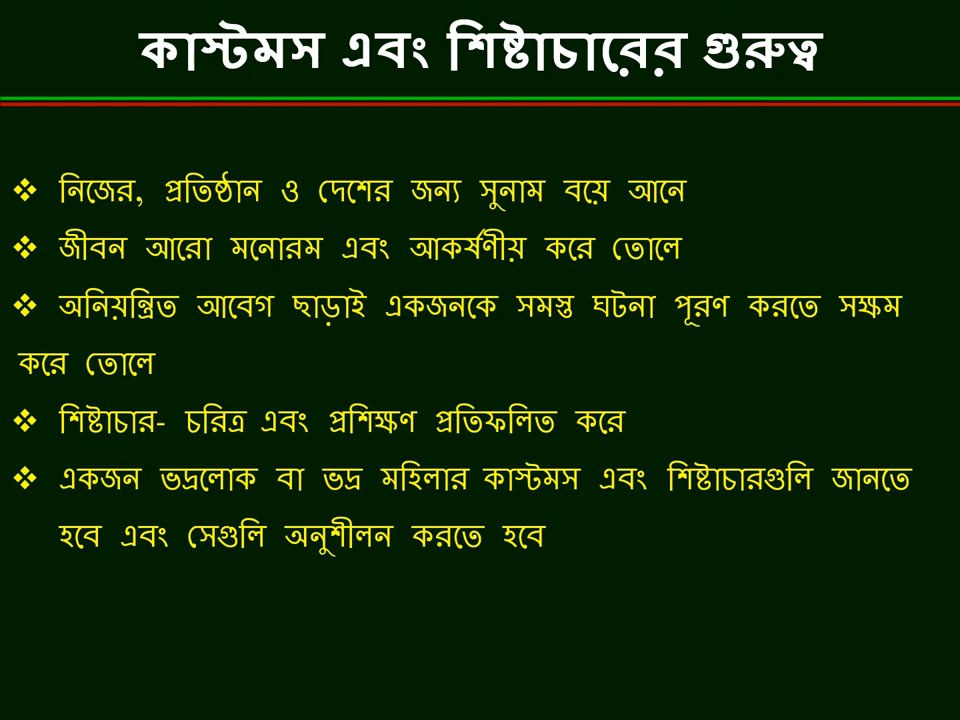 কাস্টমস এবং শিষ্টাচারের গুরুত্ব
❖ নিজের, প্রতিষ্ঠান ও দেশের জন্য সুনাম বয়ে আনে
❖ জীবন আরো মনোরম এবং আকর্ষণীয় করে তোলে
❖ অনিয়ন্ত্রিত আবেগ ছাড়াই একজনকে সমস্ত ঘটনা পূরণ করতে সক্ষম
করে তোলে
❖ শিষ্টাচার- চরিত্র এবং প্রশিক্ষণ প্রতিফলিত করে
❖ একজন ভদ্রলোক বা ভদ্র মহিলার কাস্টমস এবং শিষ্টাচারগুলি জানতে
হবে এবং সেগুলি অনুশীলন করতে হবে